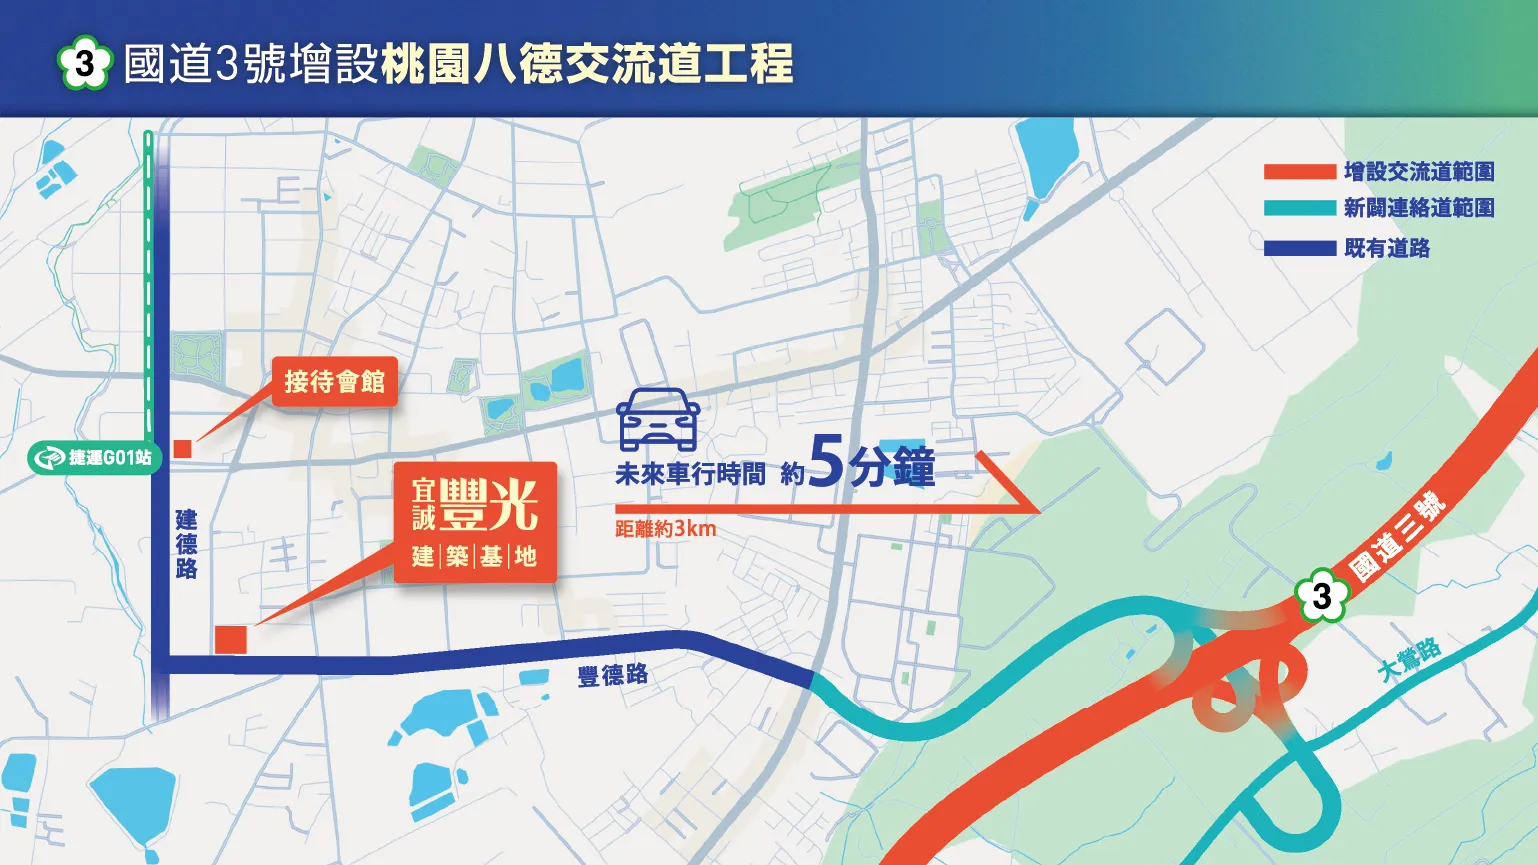 3 國道3號增設桃園八德交流道工程
增設交流道範圍
新闢連絡道範圍
既有道路
接待會館
捷運G01站
宜誠豐光
建築基地
建德路
豐德路
未來車行時間 約5分鐘
距離約3km
國道三號
3
大鶯路